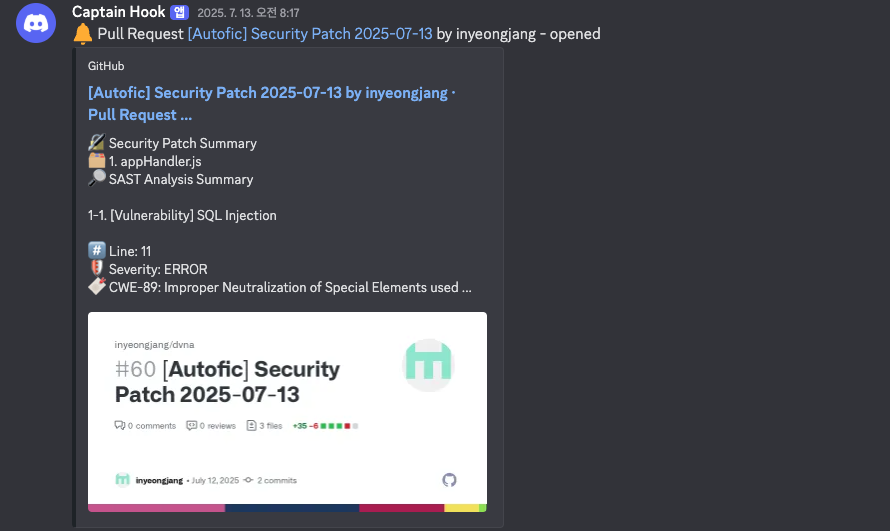 Captain Hook 앱 2025. 7. 13. 오전 8:17
Pull Request [Autofic] Security Patch 2025-07-13 by inyeongjang - opened
GitHub
[Autofic] Security Patch 2025-07-13 by inyeongjang ·
Pull Request ...
Security Patch Summary
1. appHandler.js
SAST Analysis Summary
1-1. [Vulnerability] SQL Injection
# Line: 11
Severity: ERROR
CWE-89: Improper Neutralization of Special Elements used ...
inyeongjang/dvna
#60 [Autofic] Security
Patch 2025-07-13
0 comments 0 reviews 3 files +35 -6
inyeongjang • July 12, 2025 2 commits